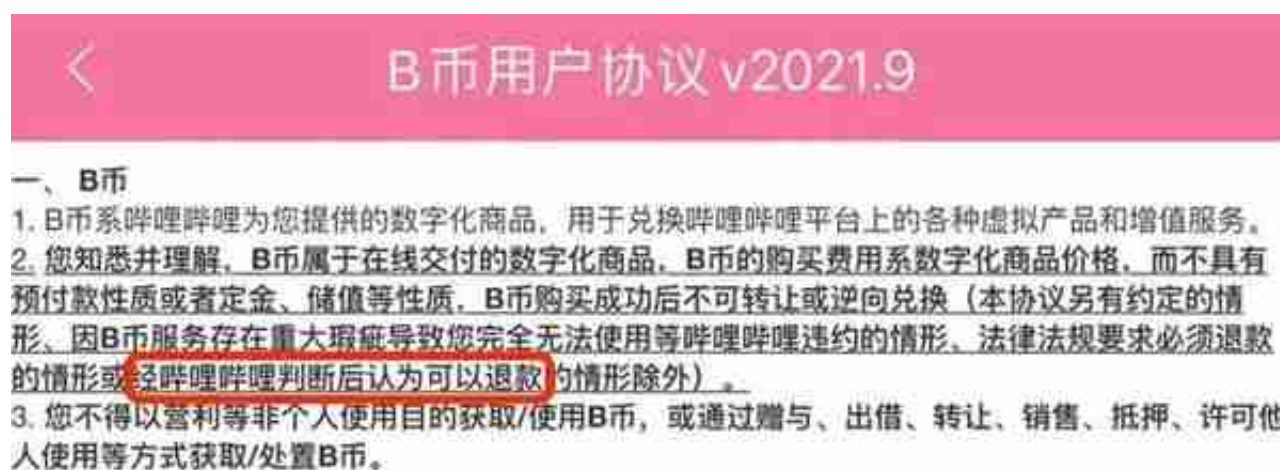 B币用户协议 v2021.9
一、 B币
1. B币系哔哩哔哩为您提供的数字化商品，用于兑换哔哩哔哩平台上的各种虚拟产品和增值服务。
2. 您知悉并理解，B币属于在线交付的数字化商品，B币的购买费用系数字化商品价格，而不具有
预付款性质或者定金、储值等性质，B币购买成功后不可转让或逆向兑换（本协议另有约定的情
形、因B币服务存在重大瑕疵导致您完全无法使用等哔哩哔哩违约的情形、法律法规要求必须退款
的情形或经哔哩哔哩判断后认为可以退款的情形除外）。
3. 您不得以营利等非个人使用目的获取/使用B币，或通过赠与、出借、转让、销售、抵押、许可他
人使用等方式获取/处置B币。